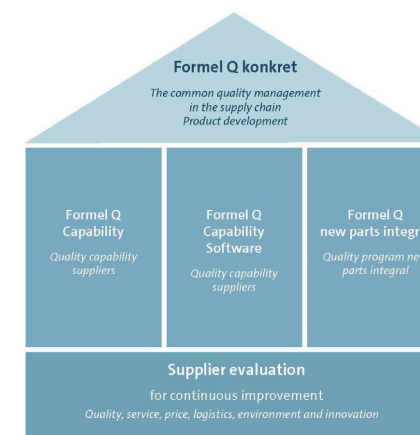 Formel Q konkret
The common quality management
in the supply chain
Product development
Formel Q
Capability
Quality capability
suppliers
Formel Q
Capability
Software
Quality capability
suppliers
Formel Q
new parts integr
Quality program ne
parts integral
Supplier evaluation
for continuous improvement
Quality, service, price, logistics, environment and innovation